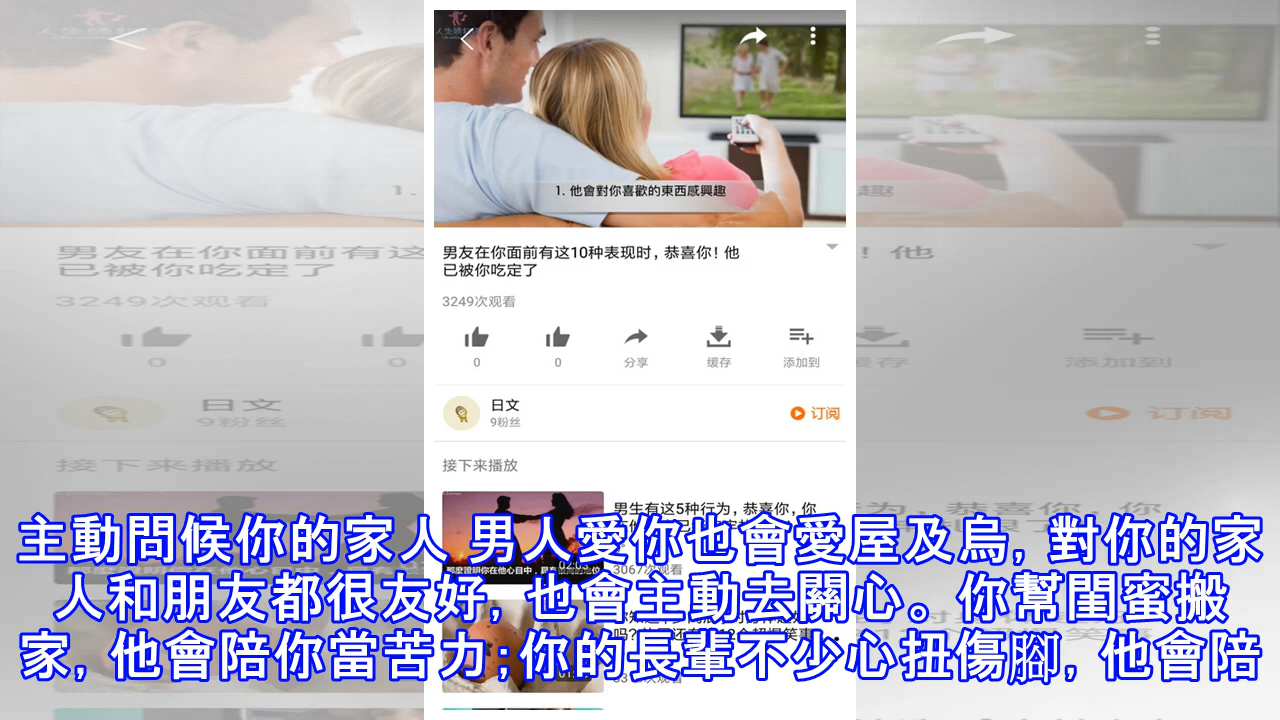 1. 他會對你喜歡的東西感興趣
男友在你面前有这10种表现时，恭喜你！他
已被你吃定了
3249次观看
0
0
分享
缓存
添加到
日文
9粉丝
订阅
接下来播放
男生有这5种行为，恭喜你，你
3067次观看
主動問候你的家人 男人愛你也會愛屋及烏, 對你的家
人和朋友都很友好, 也會主動去關心。你幫閨蜜搬
家, 他會陪你當苦力;你的長輩不少心扭傷腳, 他會陪